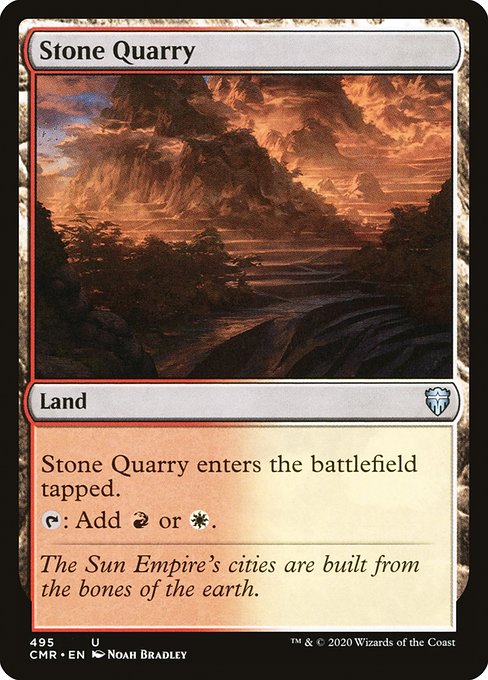 Stone Quarry
Land
Stone Quarry enters the battlefield
tapped.
: Add or .
The Sun Empire's cities are built from
the bones of the earth.
495 U
CMR • EN Noah Bradley
™ & © 2020 Wizards of the Coast